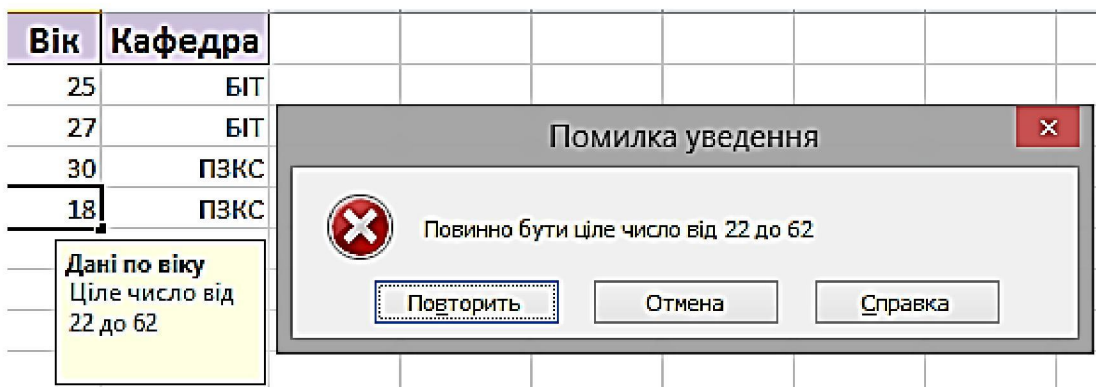 Вік Кафедра
25 БІТ
27 БІТ
30 ПЗКС
18 ПЗКС
Дані по віку
Ціле число від
22 до 62
Помилка уведення
Повинно бути ціле число від 22 до 62
Повторить Отмена Справка